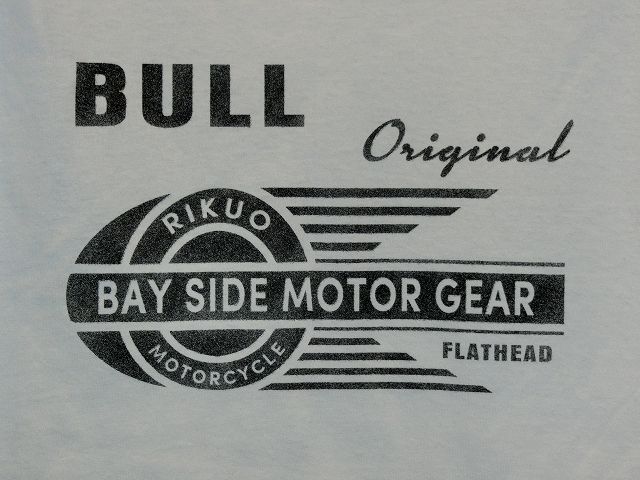 BULL
Original
RIKUO
BAY SIDE MOTOR GEAR
MOTORCYCLE
FLATHEAD